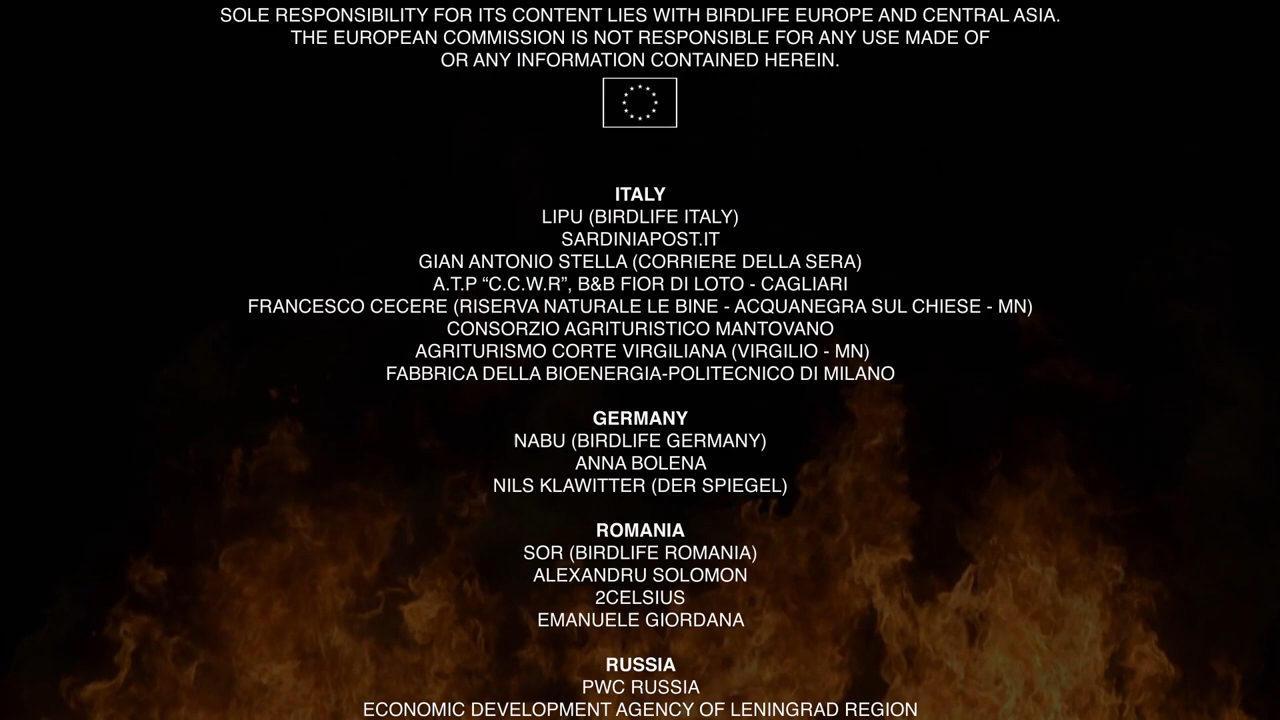 SOLE RESPONSIBILITY FOR ITS CONTENT LIES WITH BIRDLIFE EUROPE AND CENTRAL ASIA.
THE EUROPEAN COMMISSION IS NOT RESPONSIBLE FOR ANY USE MADE OF
OR ANY INFORMATION CONTAINED HEREIN.
ITALY
LIPU (BIRDLIFE ITALY)
SARDINIAPOST.IT
GIAN ANTONIO STELLA (CORRIERE DELLA SERA)
A.T.P “C.C.W.R”, B&B FIOR DI LOTO - CAGLIARI
FRANCESCO CECERE (RISERVA NATURALE LE BINE - ACQUANEGRA SUL CHIESE - MN)
CONSORZIO AGRITURISTICO MANTOVANO
AGRITURISMO CORTE VIRGILIANA (VIRGILIO - MN)
FABBRICA DELLA BIOENERGIA-POLITECNICO DI MILANO
GERMANY
NABU (BIRDLIFE GERMANY)
ANNA BOLENA
NILS KLAWITTER (DER SPIEGEL)
ROMANIA
SOR (BIRDLIFE ROMANIA)
ALEXANDRU SOLOMON
2CELSIUS
EMANUELE GIORDANA
RUSSIA
PWC RUSSIA
ECONOMIC DEVELOPMENT AGENCY OF LENINGRAD REGION